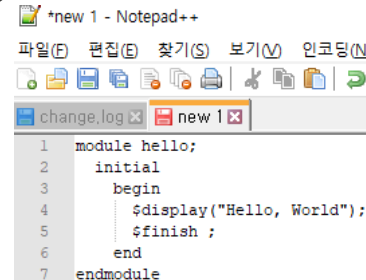 *new 1 - Notepad++
파일(F) 편집(E) 찾기(S) 보기(V) 인코딩(N
change.log new 1
1 module hello;
2 initial
3 begin
4 $display("Hello, World");
5 $finish ;
6 end
7 endmodule